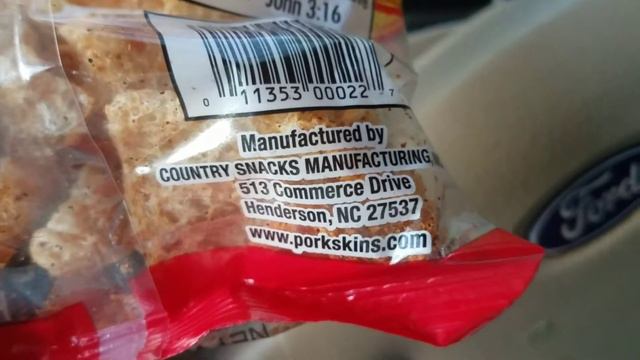 John 3:16
0 11353 00022 7
Manufactured by
COUNTRY SNACKS MANUFACTURING
513 Commerce Drive
Henderson, NC 27537
www.porkskins.com
Ford